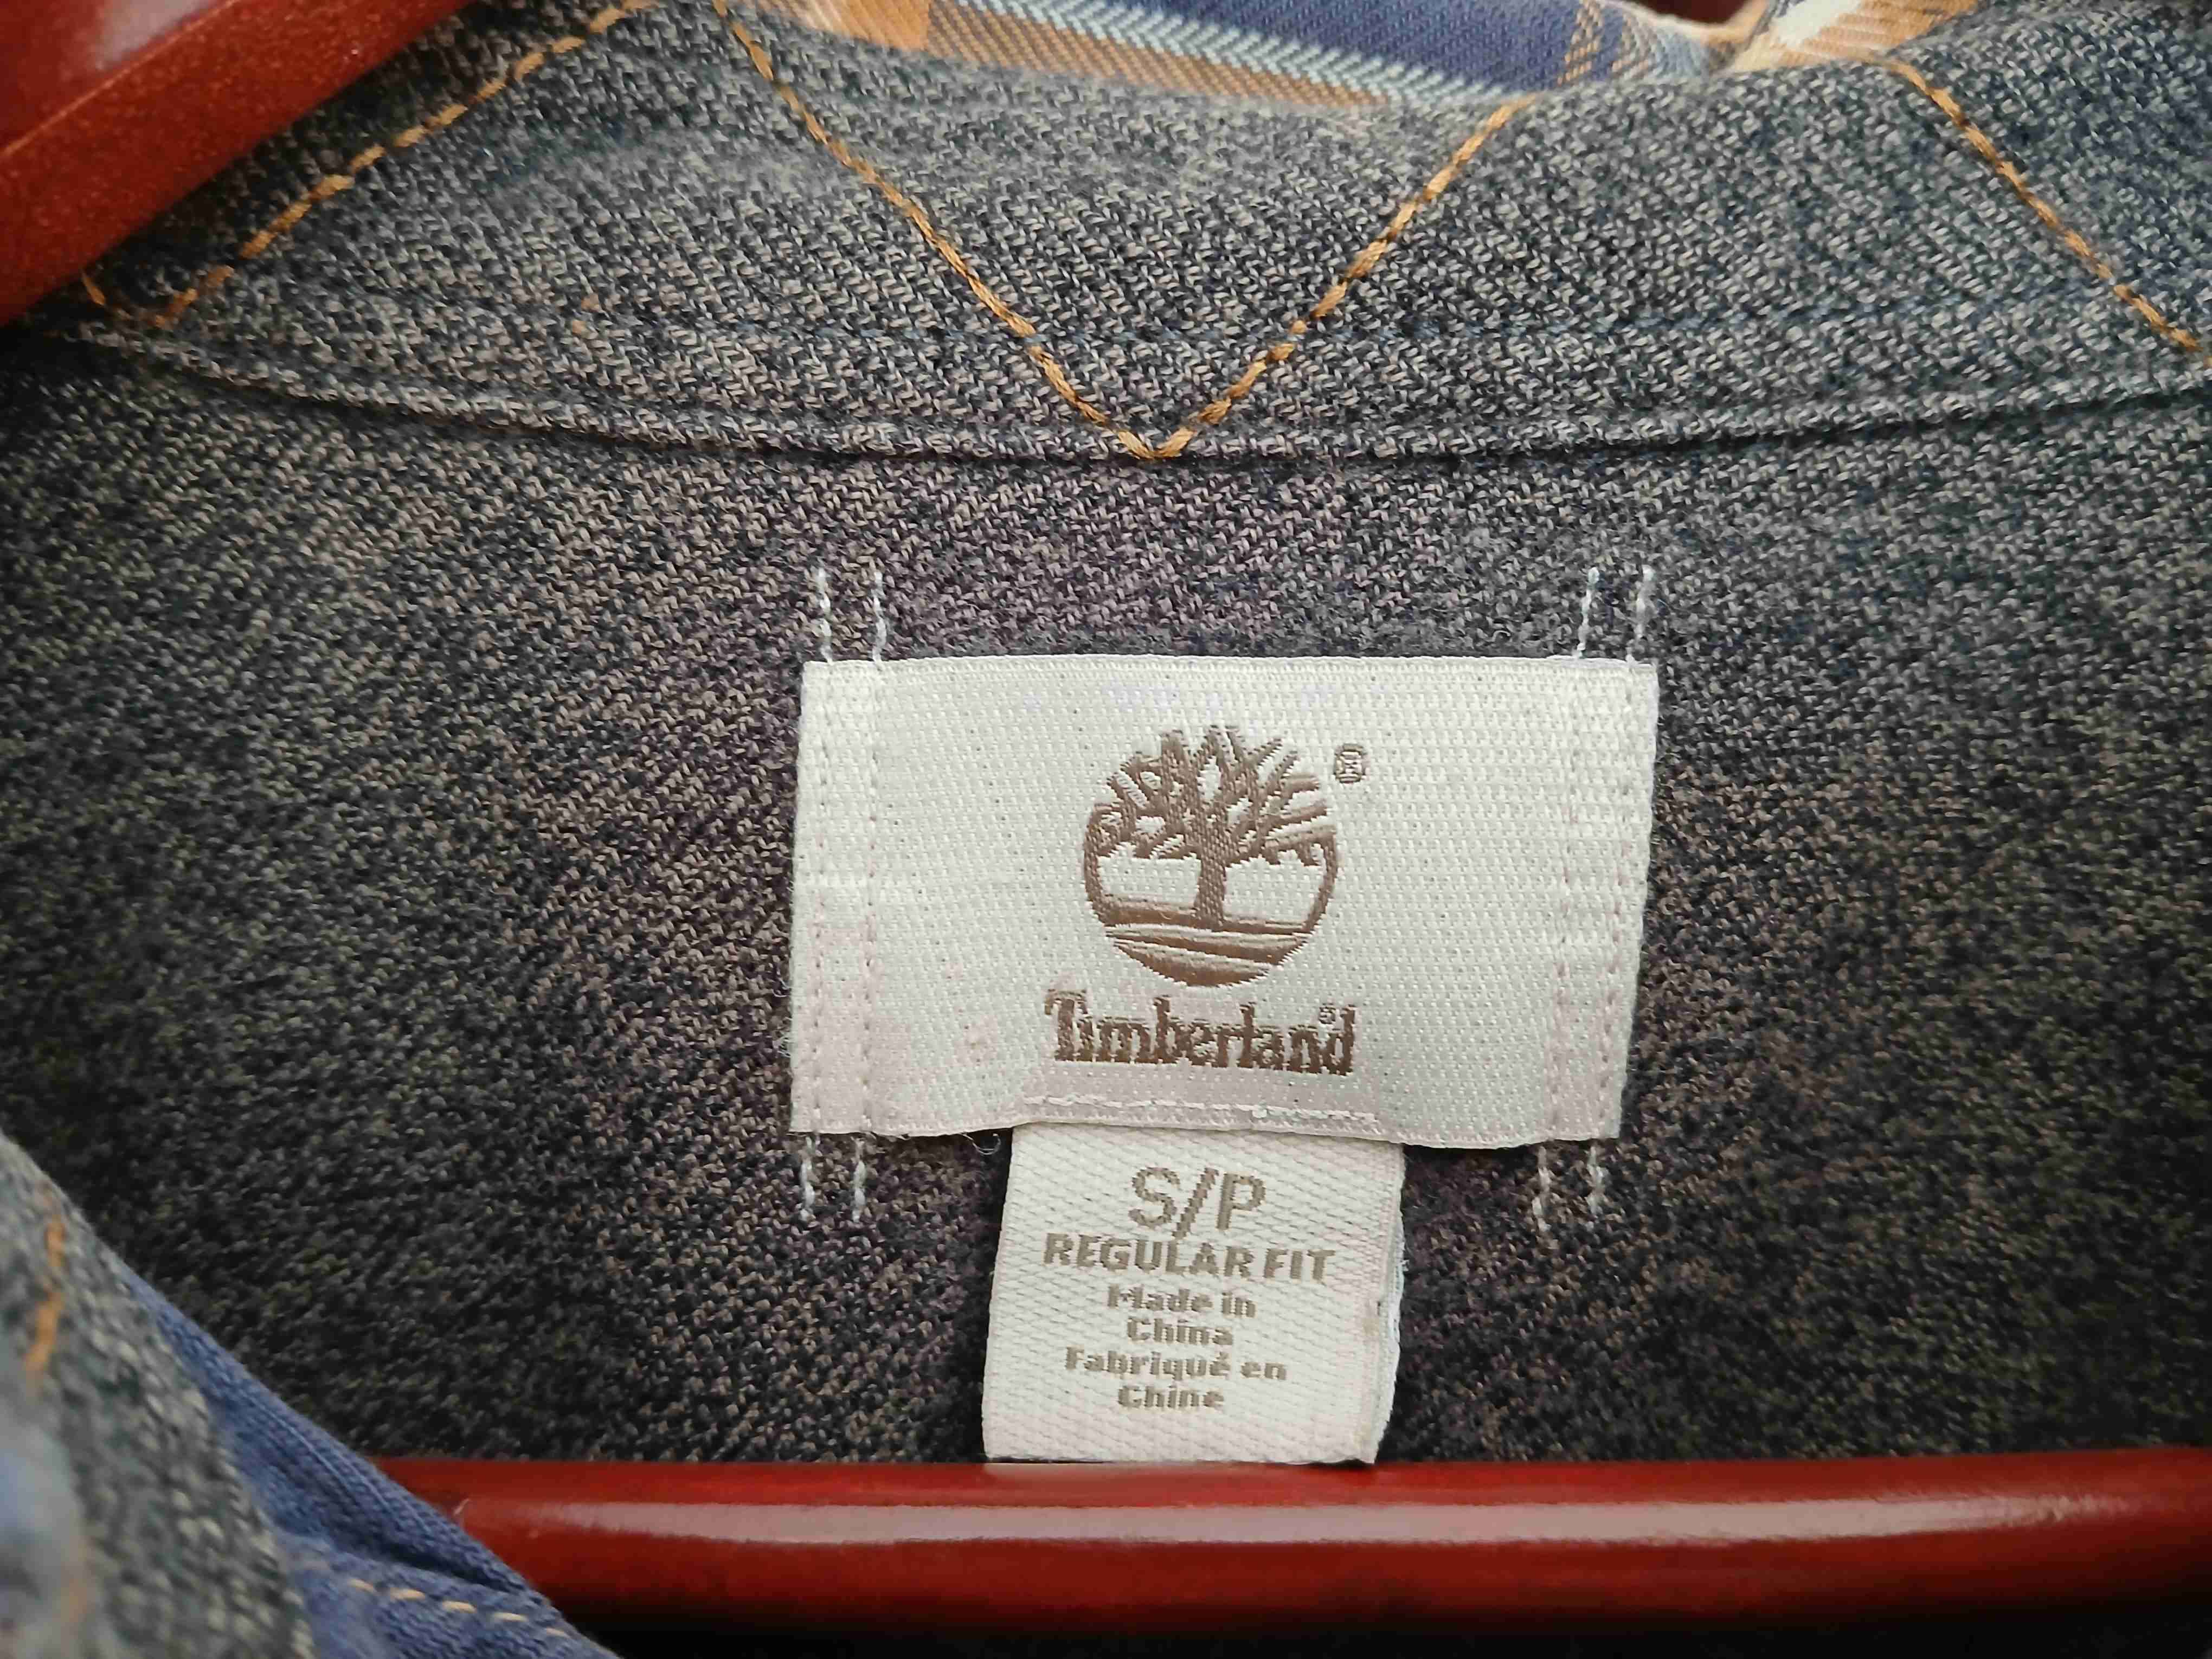 ®
Timberland®
S/P
REGULAR FIT
Made in
China
Fabriqué en
Chine